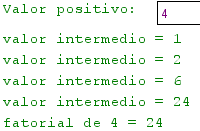 Valor positivo: 4
valor intermedio = 1
valor intermedio = 2
valor intermedio = 6
valor intermedio = 24
fatorial de 4 = 24